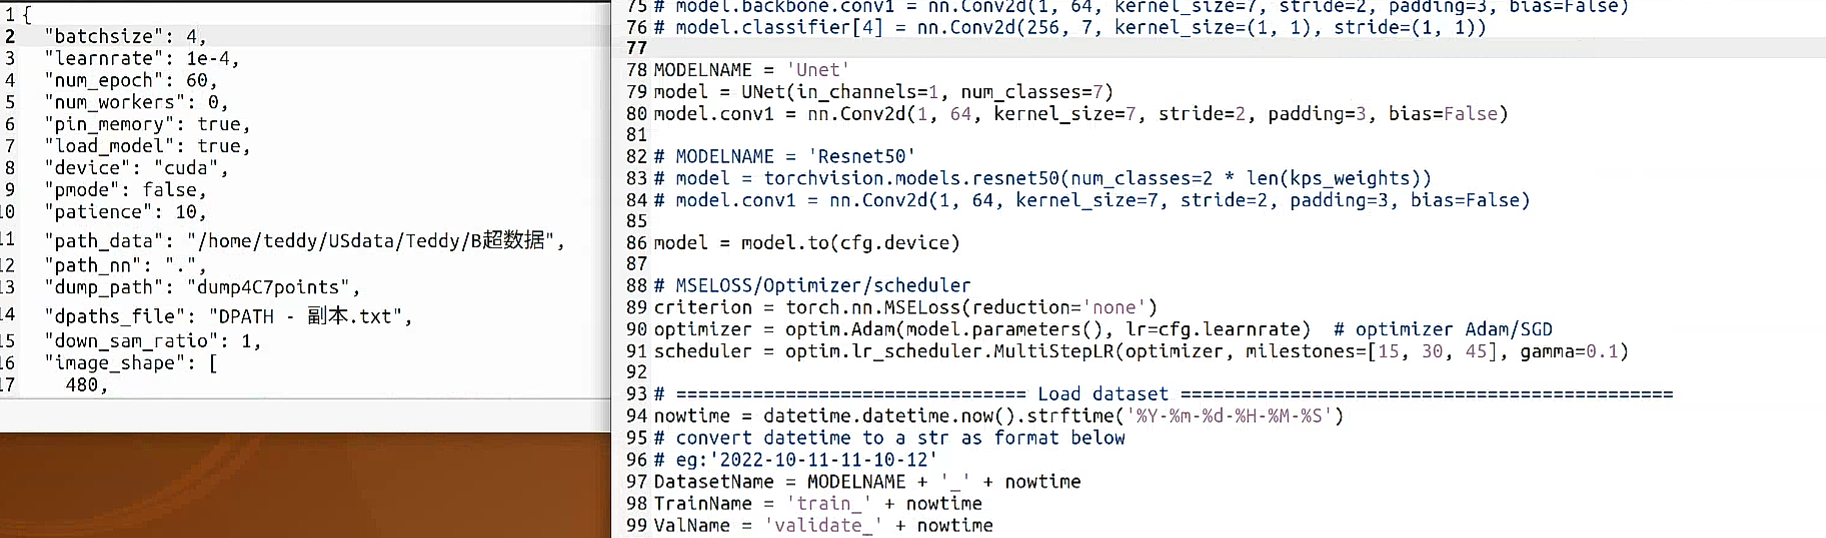 1 {
2 "batchsize": 4,
3 "learnrate": 1e-4,
4 "num_epoch": 60,
5 "num_workers": 0,
6 "pin_memory": true,
7 "load_model": true,
8 "device": "cuda",
9 "pmode": false,
10 "patience": 10,
11 "path_data": "/home/teddy/USdata/Teddy/B超数据",
12 "path_nn": ".",
13 "dump_path": "dump4C7points",
14 "dpaths_file": "DPATH - 副本.txt",
15 "down_sam_ratio": 1,
16 "image_shape": [
17 480,
75 # model.backbone.conv1 = nn.Conv2d(1, 64, kernel_size=7, stride=2, padding=3, bias=False)
76 # model.classifier[4] = nn.Conv2d(256, 7, kernel_size=(1, 1), stride=(1, 1))
77
78 MODELNAME = 'Unet'
79 model = UNet(in_channels=1, num_classes=7)
80 model.conv1 = nn.Conv2d(1, 64, kernel_size=7, stride=2, padding=3, bias=False)
81
82 # MODELNAME = 'Resnet50'
83 # model = torchvision.models.resnet50(num_classes=2 * len(kps_weights))
84 # model.conv1 = nn.Conv2d(1, 64, kernel_size=7, stride=2, padding=3, bias=False)
85
86 model = model.to(cfg.device)
87
88 # MSELOSS/Optimizer/scheduler
89 criterion = torch.nn.MSELoss(reduction='none')
90 optimizer = optim.Adam(model.parameters(), lr=cfg.learnrate)  # optimizer Adam/SGD
91 scheduler = optim.lr_scheduler.MultiStepLR(optimizer, milestones=[15, 30, 45], gamma=0.1)
92
93 # ================================ Load dataset =============================================
94 nowtime = datetime.datetime.now().strftime('%Y-%m-%d-%H-%M-%S')
95 # convert datetime to a str as format below
96 # eg:'2022-10-11-11-10-12'
97 DatasetName = MODELNAME + '_' + nowtime
98 TrainName = 'train_' + nowtime
99 ValName = 'validate_' + nowtime